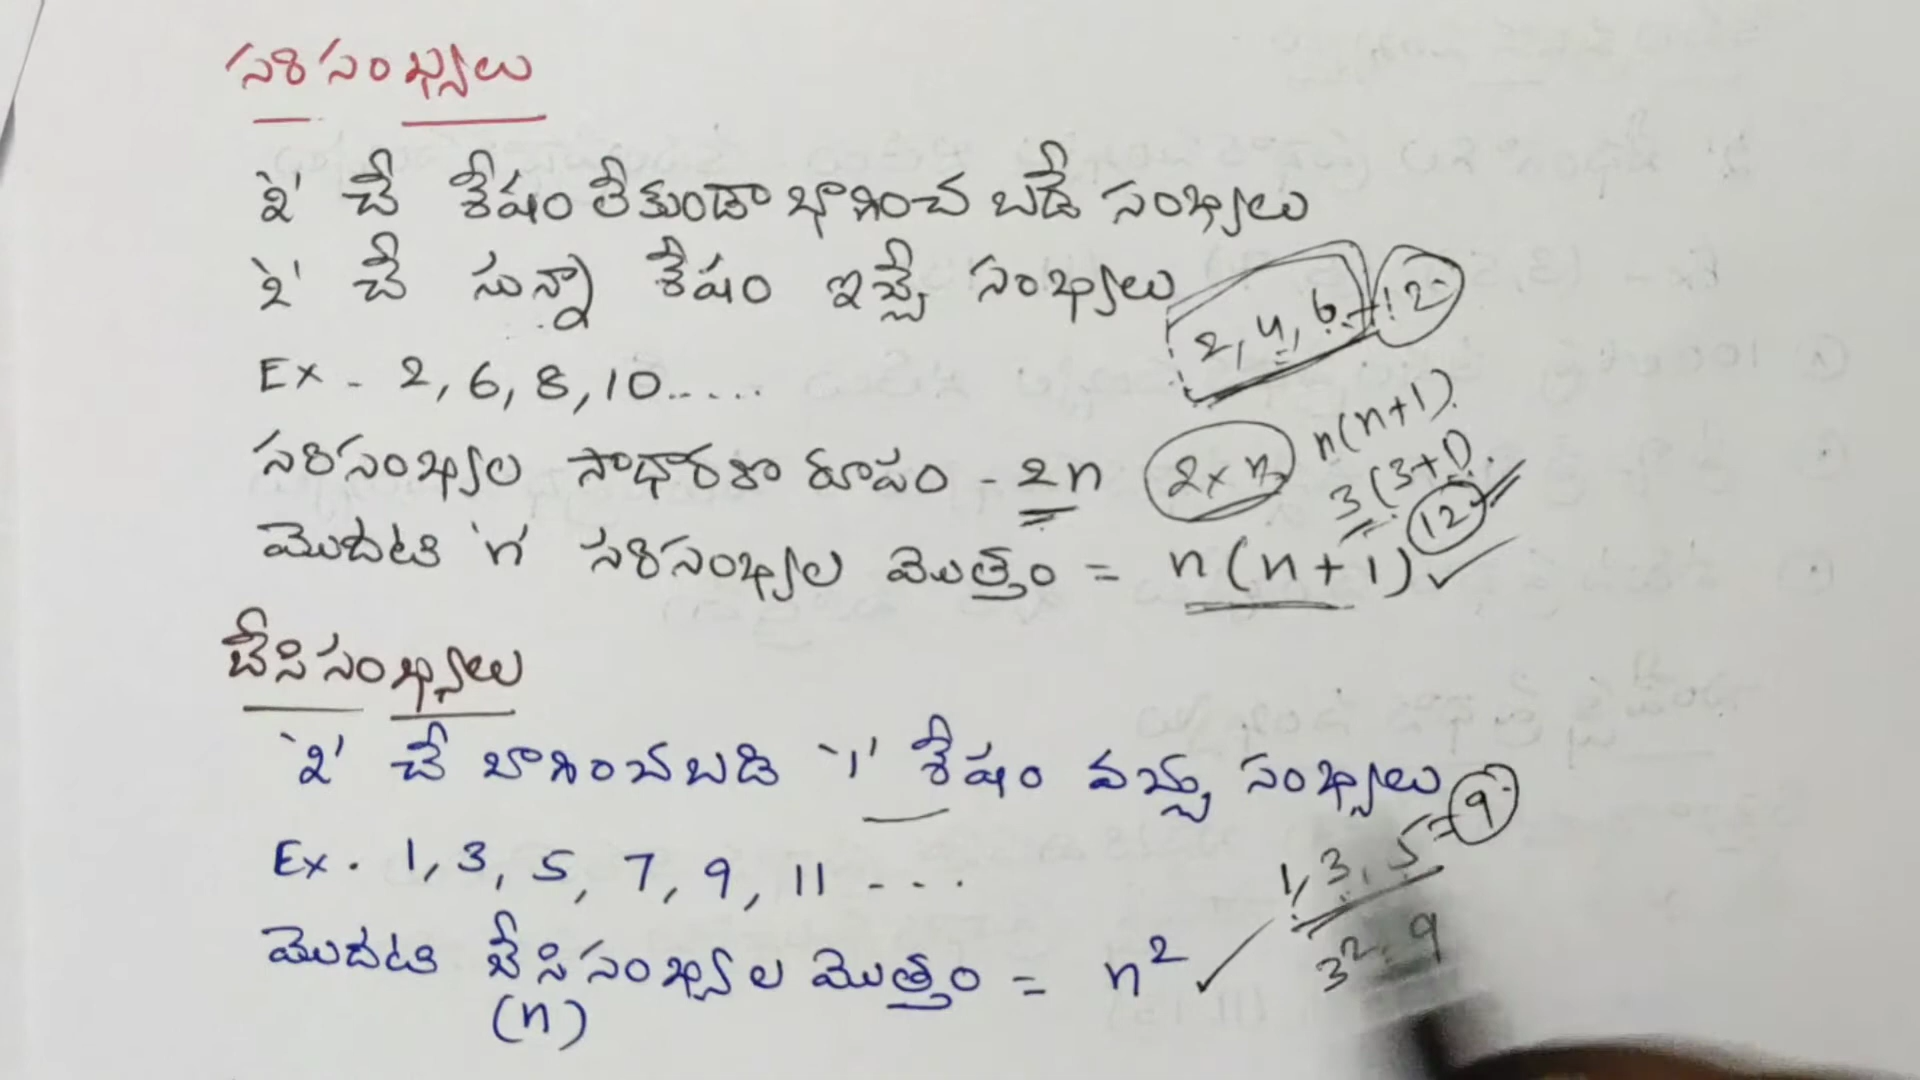 సరిసంఖ్యలు
'2' చే శేషం లేకుండా భాగించ బడే సంఖ్యలు
'2' చే సున్నా శేషం ఇచ్చే సంఖ్యలు
2, 4, 6 = 12
Ex - 2, 6, 8, 10.....
n(n+1)
సరిసంఖ్యల సాధారణ రూపం - 2n
2×n
3(3+1)
12
మొదటి 'n' సరిసంఖ్యల మొత్తం = n(n+1)
బేసిసంఖ్యలు
'2' చే బాగించబడి '1' శేషం వచ్చు సంఖ్యలు
1, 3, 5 = 9
Ex. 1, 3, 5, 7, 9, 11 - - -
మొదటి బేసిసంఖ్యల మొత్తం = n²
3² 9
(n)